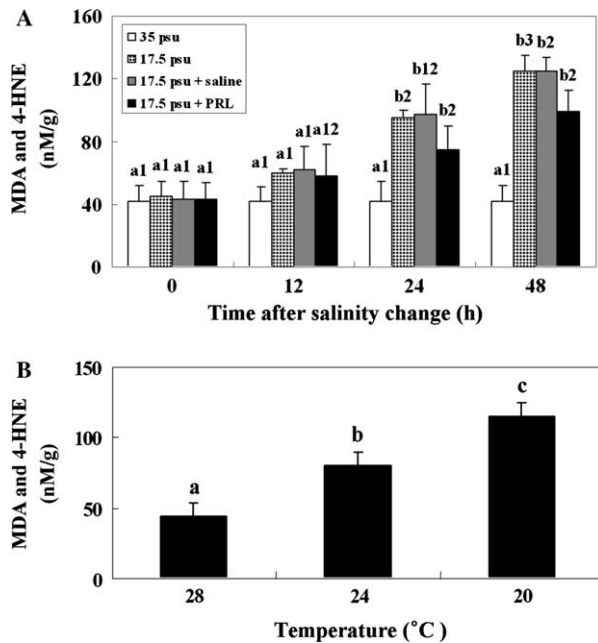 A
MDA and 4-HNE
(nM/g)
160
120
80
40
0
35 psu
17.5 psu
17.5 psu + saline
17.5 psu + PRL
a1 a1 a1 a1
a1 a1 a1 a12
a1 b2 b12 b2
a1 b3 b2 b2
0 12 24 48
Time after salinity change (h)
B
MDA and 4-HNE
(nM/g)
150
100
50
0
a b c
28 24 20
Temperature (°C)